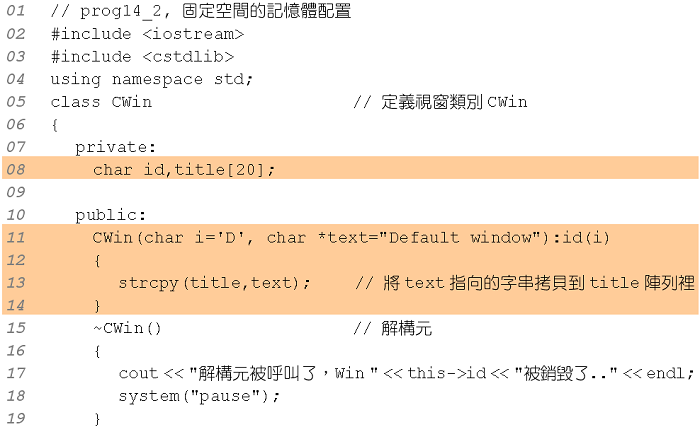 01 // prog14_2, 固定空間的記憶體配置
02 #include <iostream>
03 #include <cstdlib>
04 using namespace std;
05 class CWin // 定義視窗類別 CWin
06 {
07 private:
08 char id,title[20];
09
10 public:
11 CWin(char i='D', char *text="Default window"):id(i)
12 {
13 strcpy(title,text); // 將 text 指向的字串拷貝到 title 陣列裡
14 }
15 ~CWin() // 解構元
16 {
17 cout << "解構元被呼叫了，Win " << this->id << "被銷毀了.." << endl;
18 system("pause");
19 }